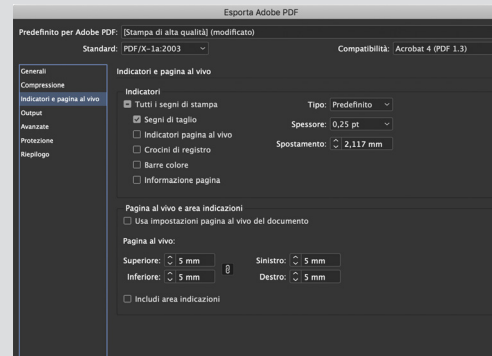 Esporta Adobe PDF
Predefinito per Adobe PDF: [Stampa di alta qualità] (modificato)
Standard: PDF/X-1a:2003 Compatibilità: Acrobat 4 (PDF 1.3)
Generali
Compressione
Indicatori e pagina al vivo
Output
Avanzate
Protezione
Riepilogo
Indicatori e pagina al vivo
Indicatori
Tutti i segni di stampa Tipo: Predefinito
Segni di taglio Spessore: 0,25 pt
Indicatori pagina al vivo Spostamento: 2,117 mm
Crocini di registro
Barre colore
Informazione pagina
Pagina al vivo e area indicazioni
Usa impostazioni pagina al vivo del documento
Pagina al vivo:
Superiore: 5 mm Sinistro: 5 mm
Inferiore: 5 mm Destro: 5 mm
Includi area indicazioni